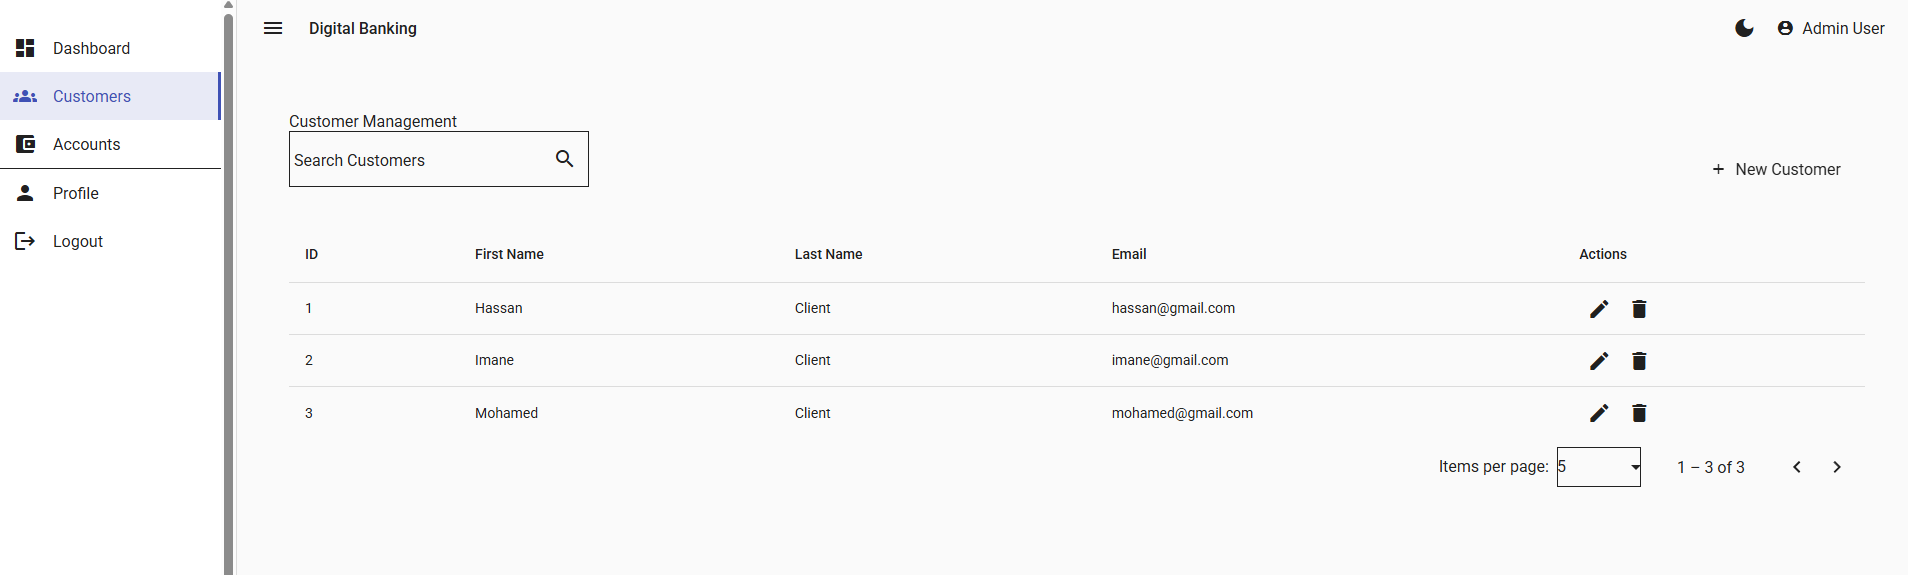 Dashboard
Customers
Accounts
Profile
Logout
Digital Banking
Admin User
Customer Management
Search Customers
+ New Customer
ID First Name Last Name Email Actions
1 Hassan Client hassan@gmail.com
2 Imane Client imane@gmail.com
3 Mohamed Client mohamed@gmail.com
Items per page: 5 1 – 3 of 3